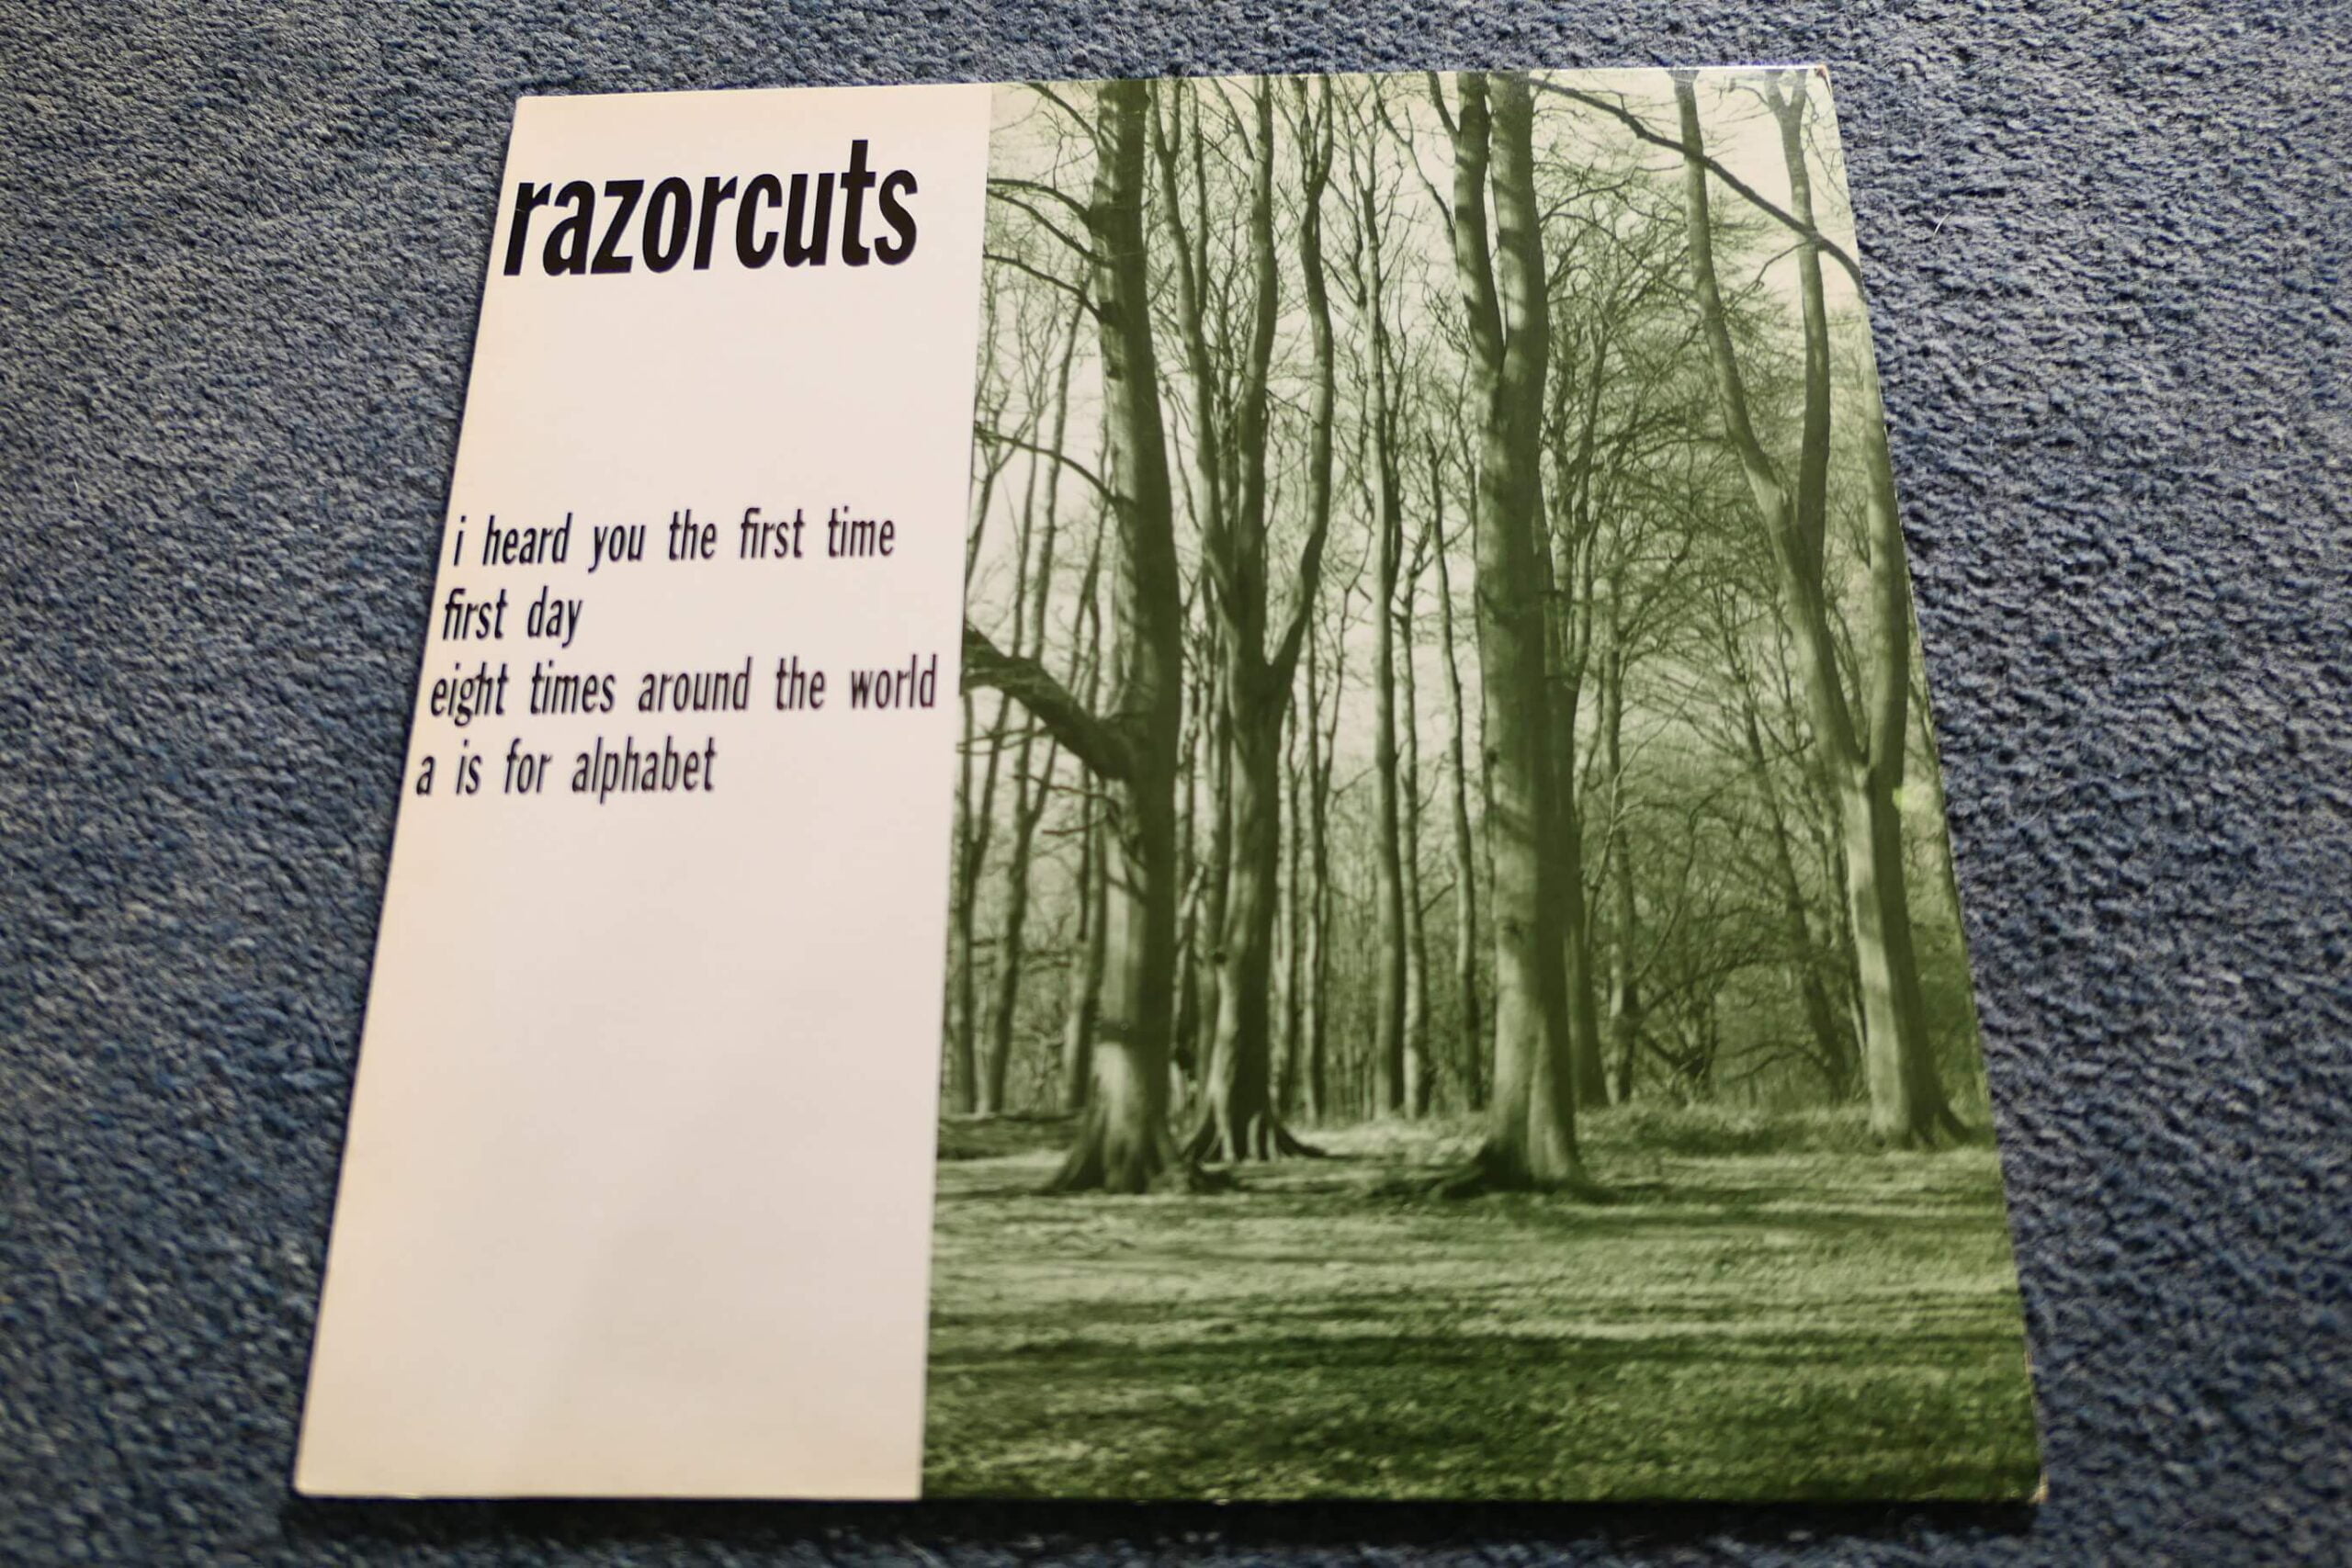 razorcuts
i heard you the first time
first day
eight times around the world
a is for alphabet